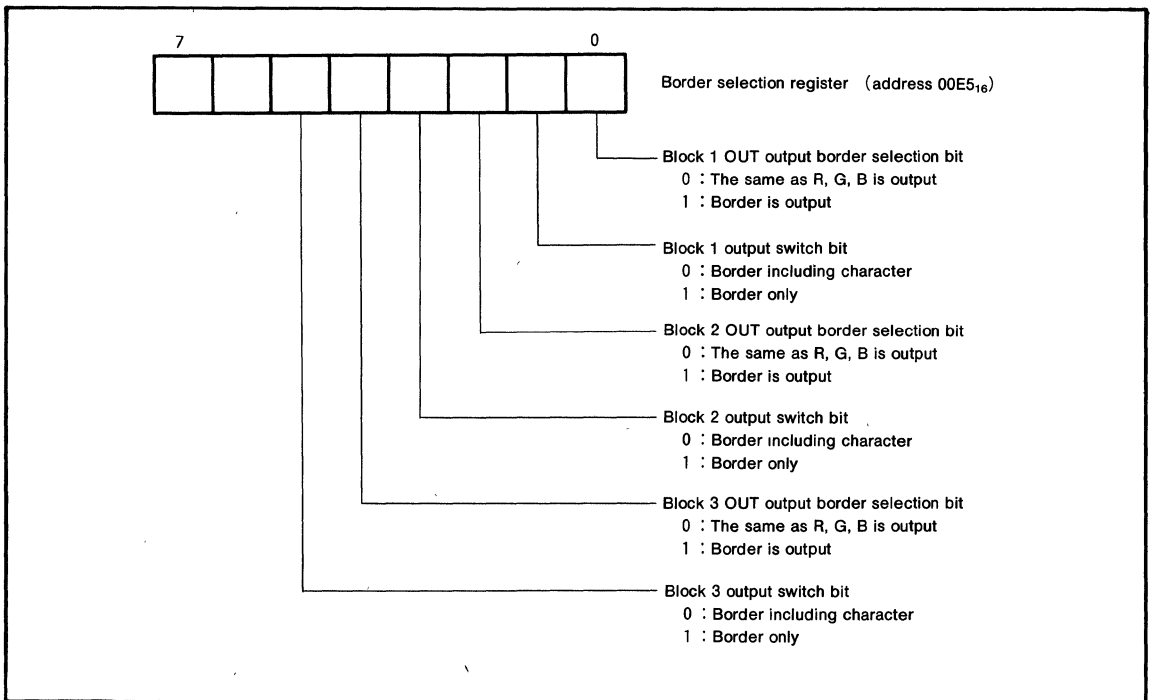 7 0
Border selection register (address 00E5₁₆)
Block 1 OUT output border selection bit
0 : The same as R, G, B is output
1 : Border is output
Block 1 output switch bit
0 : Border including character
1 : Border only
Block 2 OUT output border selection bit
0 : The same as R, G, B is output
1 : Border is output
Block 2 output switch bit
0 : Border including character
1 : Border only
Block 3 OUT output border selection bit
0 : The same as R, G, B is output
1 : Border is output
Block 3 output switch bit
0 : Border including character
1 : Border only